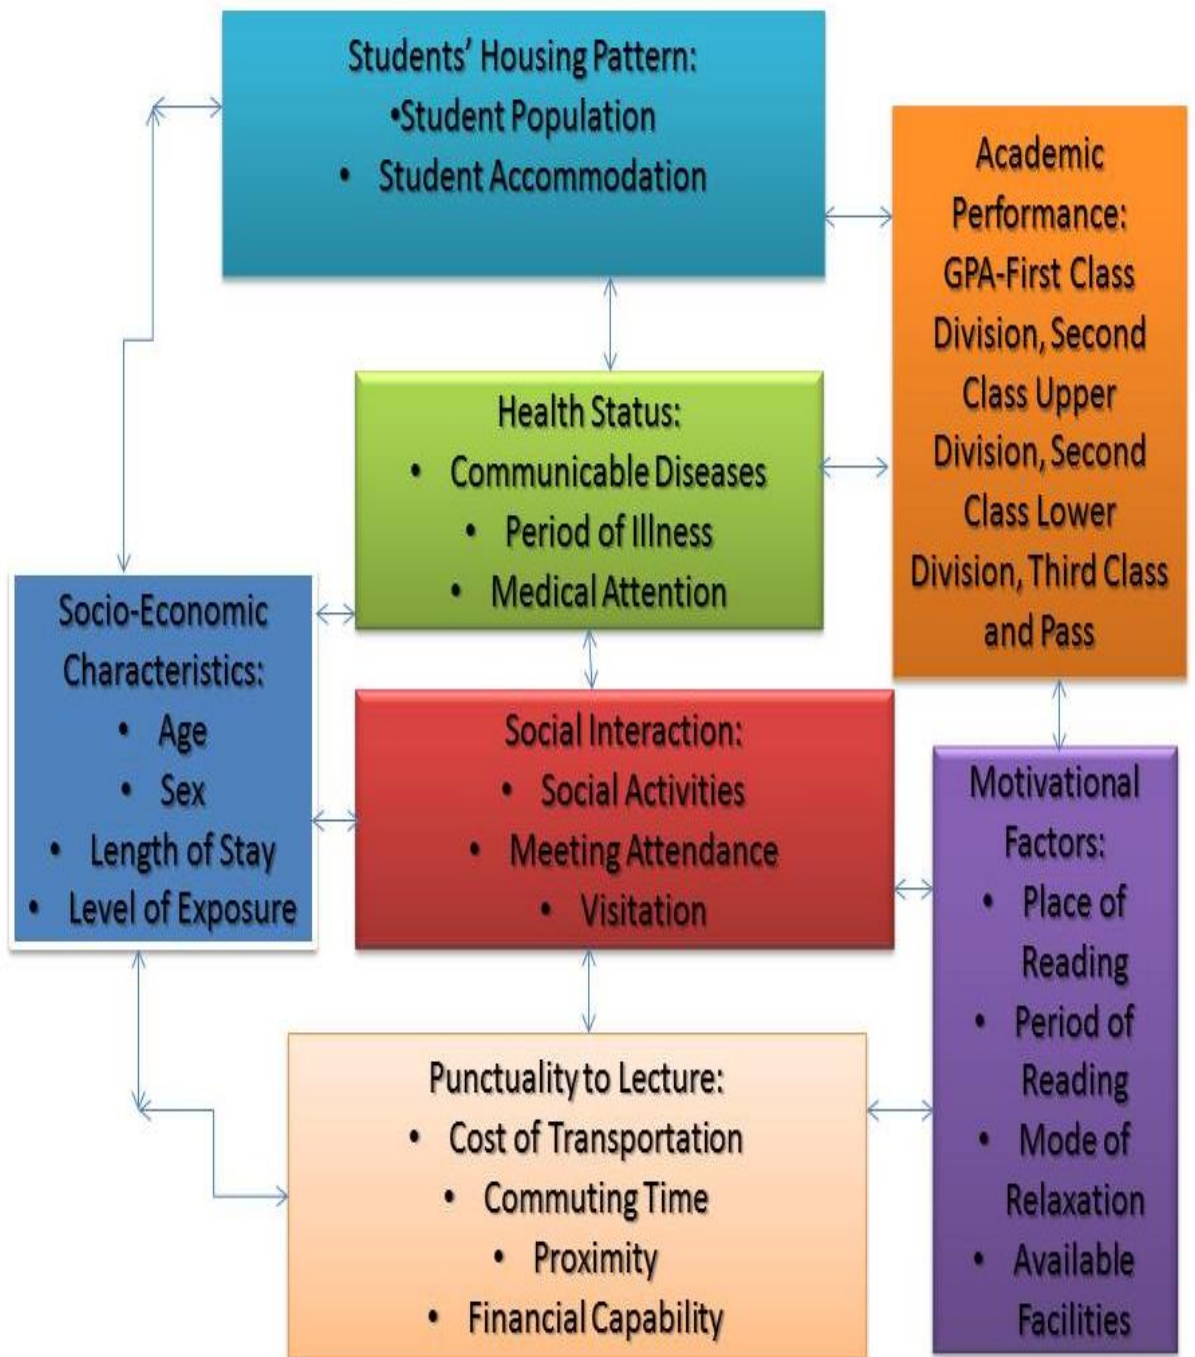 Students’ Housing Pattern:
•Student Population
• Student Accommodation
Academic
Performance:
GPA-First Class
Division, Second
Class Upper
Division, Second
Class Lower
Division, Third Class
and Pass
Health Status:
• Communicable Diseases
• Period of Illness
• Medical Attention
Socio-Economic
Characteristics:
• Age
• Sex
• Length of Stay
• Level of Exposure
Social Interaction:
• Social Activities
• Meeting Attendance
• Visitation
Motivational
Factors:
• Place of
Reading
• Period of
Reading
• Mode of
Relaxation
• Available
Facilities
Punctuality to Lecture:
• Cost of Transportation
• Commuting Time
• Proximity
• Financial Capability